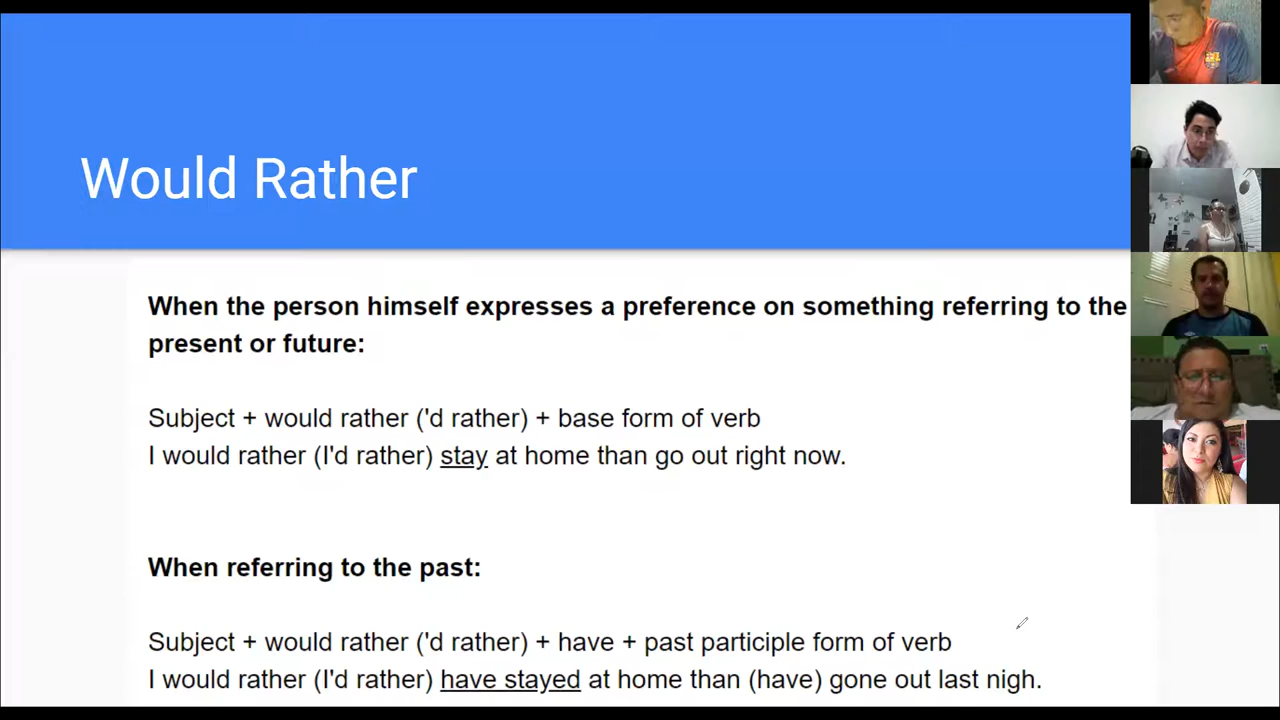 Would Rather
When the person himself expresses a preference on something referring to the
present or future:
Subject + would rather ('d rather) + base form of verb
I would rather (I'd rather) stay at home than go out right now.
When referring to the past:
Subject + would rather ('d rather) + have + past participle form of verb
I would rather (I'd rather) have stayed at home than (have) gone out last nigh.